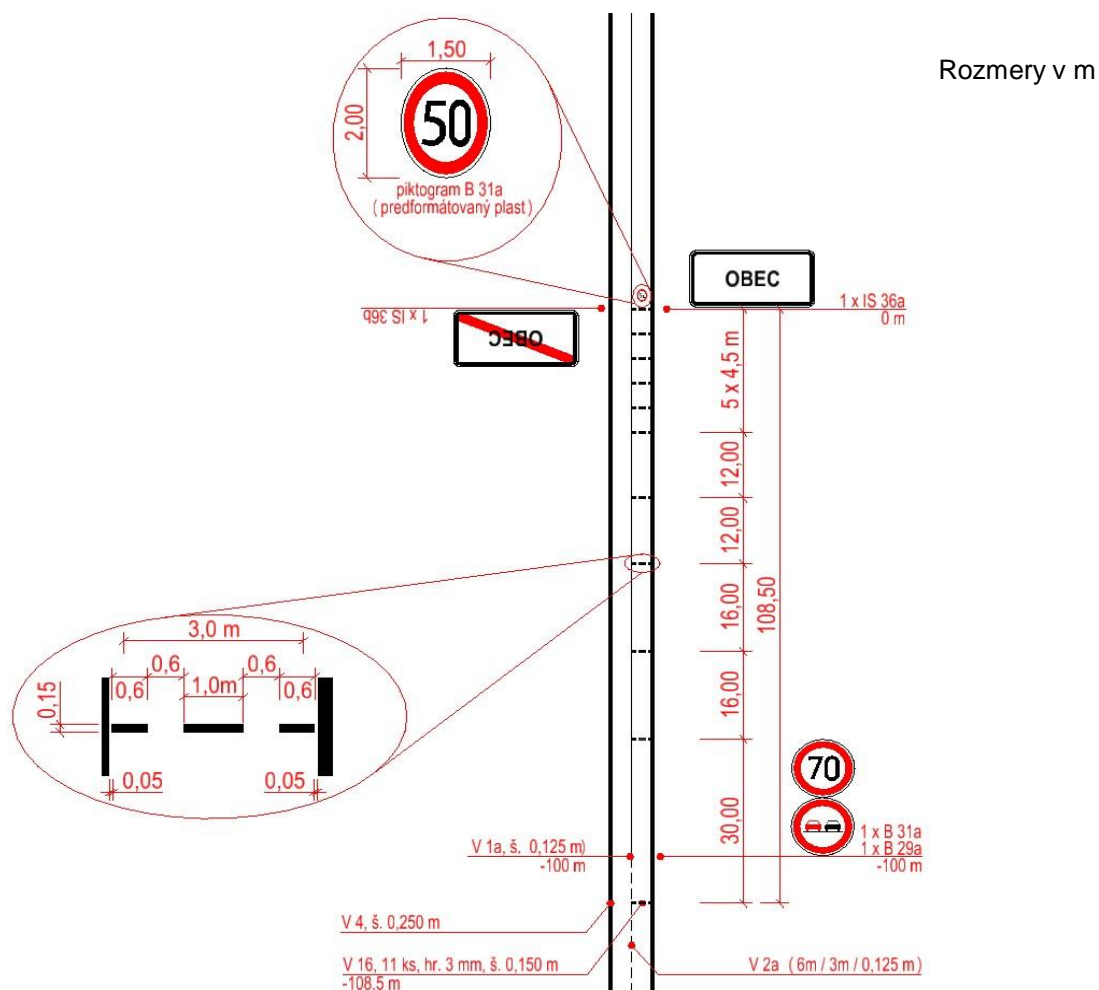 Rozmery v m
1,50
2,00
50
piktogram B 31a
( predformátovaný plast )
OBEC
1 x IS 36a
0 m
1 x IS 36b
OBEC
5 x 4,5 m
12,00
12,00
16,00
108,50
16,00
30,00
3,0 m
0,6
0,6
0,6
1,0m
0,6
0,15
0,05
0,05
70
1 x B 31a
1 x B 29a
-100 m
V 1a, š. 0,125 m)
-100 m
V 4, š. 0,250 m
V 16, 11 ks, hr. 3 mm, š. 0,150 m
-108,5 m
V 2a ( 6m / 3m / 0,125 m )